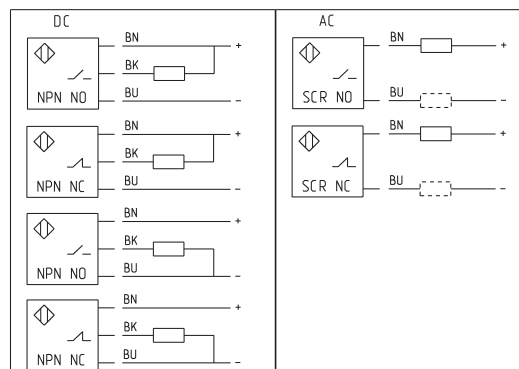 DC
BN
+
BK
NPN NO
BU
-
BN
+
BK
NPN NC
BU
-
BN
+
BK
NPN NO
BU
-
BN
+
BK
NPN NC
BU
-
AC
BN
+
SCR NO
BU
-
BN
+
SCR NC
BU
-